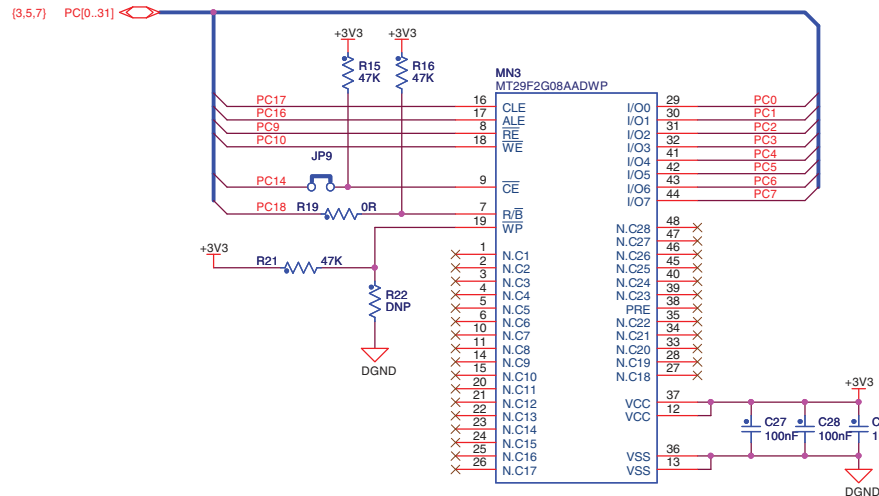 {3,5,7} PC[0..31]
+3V3 +3V3
R15
47K
R16
47K
MN3
MT29F2G08AADWP
PC17 16 CLE
PC16 17 ALE
PC9 8 RE
PC10 18 WE
JP9
PC14 9 CE
PC18 R19 0R 7 R/B
19 WP
+3V3
R21 47K
R22
DNP
DGND
1 N.C1
2 N.C2
3 N.C3
4 N.C4
5 N.C5
6 N.C6
10 N.C7
11 N.C8
14 N.C9
15 N.C10
20 N.C11
21 N.C12
22 N.C13
23 N.C14
24 N.C15
25 N.C16
26 N.C17
I/O0 29 PC0
I/O1 30 PC1
I/O2 31 PC2
I/O3 32 PC3
I/O4 41 PC4
I/O5 42 PC5
I/O6 43 PC6
I/O7 44 PC7
N.C28 48
N.C27 47
N.C26 46
N.C25 45
N.C24 40
N.C23 39
PRE 38
N.C22 35
N.C21 34
N.C20 33
N.C19 28
N.C18 27
VCC 37
VCC 12
VSS 36
VSS 13
+3V3
C27
100nF
C28
100nF
C
1
DGND